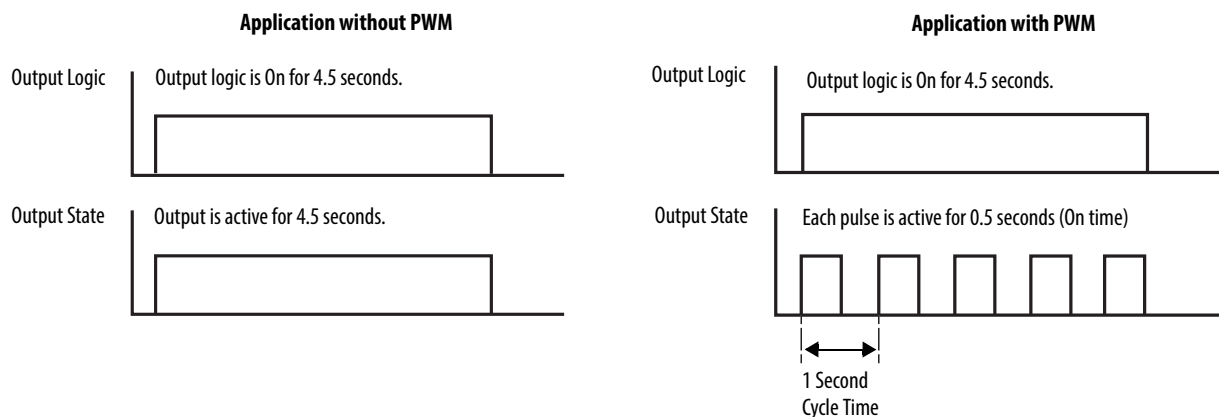 Application without PWM
Output Logic
Output logic is On for 4.5 seconds.
Output State
Output is active for 4.5 seconds.
Application with PWM
Output Logic
Output logic is On for 4.5 seconds.
Output State
Each pulse is active for 0.5 seconds (On time)
1 Second
Cycle Time